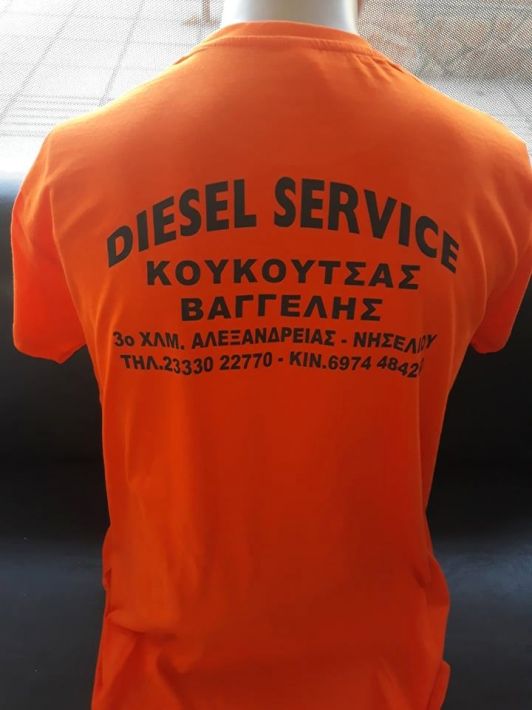 DIESEL SERVICE
ΚΟΥΚΟΥΤΣΑΣ
ΒΑΓΓΕΛΗΣ
3ο ΧΛΜ. ΑΛΕΞΑΝΔΡΕΙΑΣ - ΝΗΣΕΛΙΟΥ
ΤΗΛ.23330 22770 - ΚΙΝ.6974